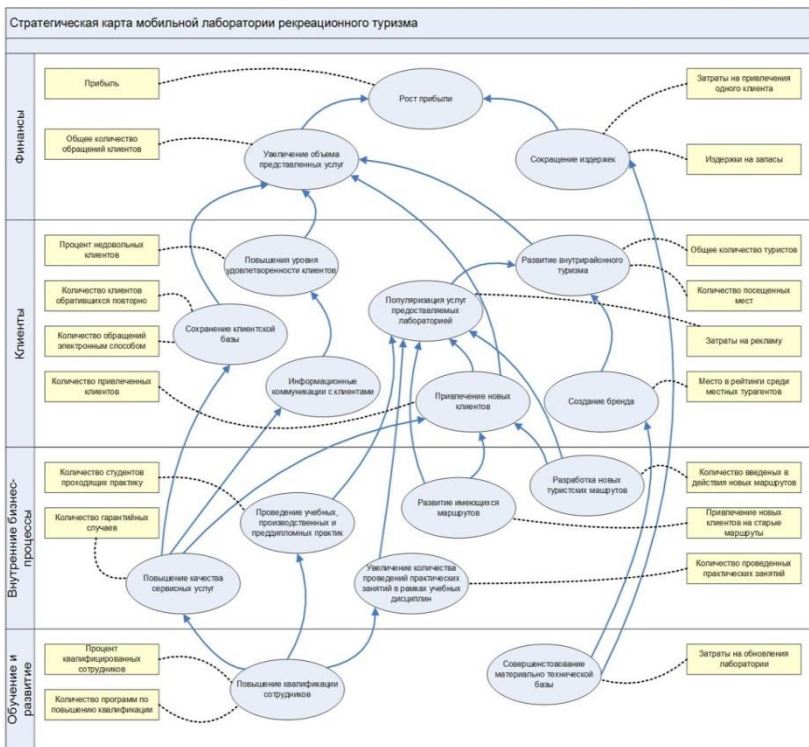 Стратегическая карта мобильной лаборатории рекреационного туризма
Финансы
Прибыль
Рост прибыли
Затраты на привлечения
одного клиента
Общее количество
обращений клиентов
Увеличение объема
представленных услуг
Сокращение издержек
Издержки на запасы
Клиенты
Процент недовольных
клиентов
Повышения уровня
удовлетворенности клиентов
Развитие внутрирайонного
туризма
Общее количество туристов
Количество клиентов
обратившихся повторно
Количество посещенных
мест
Популяризация услуг
предоставляемых
лабораторией
Сохранение клиентской
базы
Количество обращений
электронным способом
Затраты на рекламу
Количество привлеченных
клиентов
Информационные
коммуникации с клиентами
Привлечение новых
клиентов
Создание бренда
Место в рейтинги среди
местных турагентов
Внутренние бизнес-
процессы
Количество студентов
проходящих практику
Проведение учебных,
производственных и
преддипломных практик
Развитие имеющихся
маршрутов
Разработка новых
туристских машрутов
Количество введеных в
действия новых маршрутов
Количество гарантийных
случаев
Привлечение новых
клиентов на старые
маршруты
Повышение качества
сервисных услуг
Увеличение количества
проведений практических
занятий в рамках учебных
дисциплин
Количество проведенных
практических занятий
Обучение и
развитие
Процент
квалифицированных
сотрудников
Повышение квалификации
сотрудников
Совершенстовование
материально технической
базы
Затраты на обновления
лаборатории
Количество програмп по
повышению квалификации